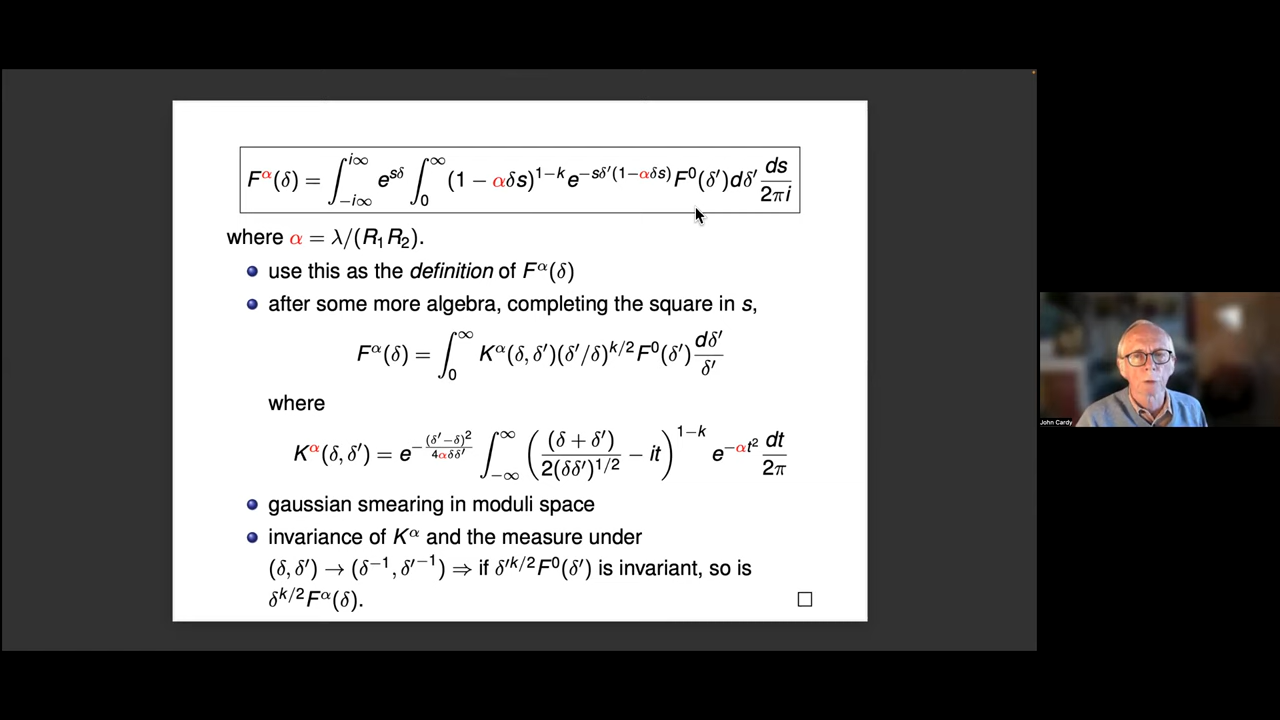 F^α(δ) = ∫_{−i∞}^{i∞} e^{sδ} ∫_0^∞ (1 − αδs)^{1−k} e^{−sδ′(1−αδs)} F^0(δ′)dδ′ ds/2πi
where α = λ/(R₁R₂).
use this as the definition of F^α(δ)
after some more algebra, completing the square in s,
F^α(δ) = ∫_0^∞ K^α(δ, δ′)(δ′/δ)^{k/2} F^0(δ′) dδ′/δ′
where
K^α(δ, δ′) = e^{−(δ′−δ)²/4αδδ′} ∫_{−∞}^∞ ((δ + δ′)/2(δδ′)^{1/2} − it)^{1−k} e^{−αt²} dt/2π
gaussian smearing in moduli space
invariance of K^α and the measure under
(δ, δ′) → (δ^{−1}, δ′^{−1}) ⇒ if δ′^{k/2}F^0(δ′) is invariant, so is
δ^{k/2}F^α(δ).
John Cardy